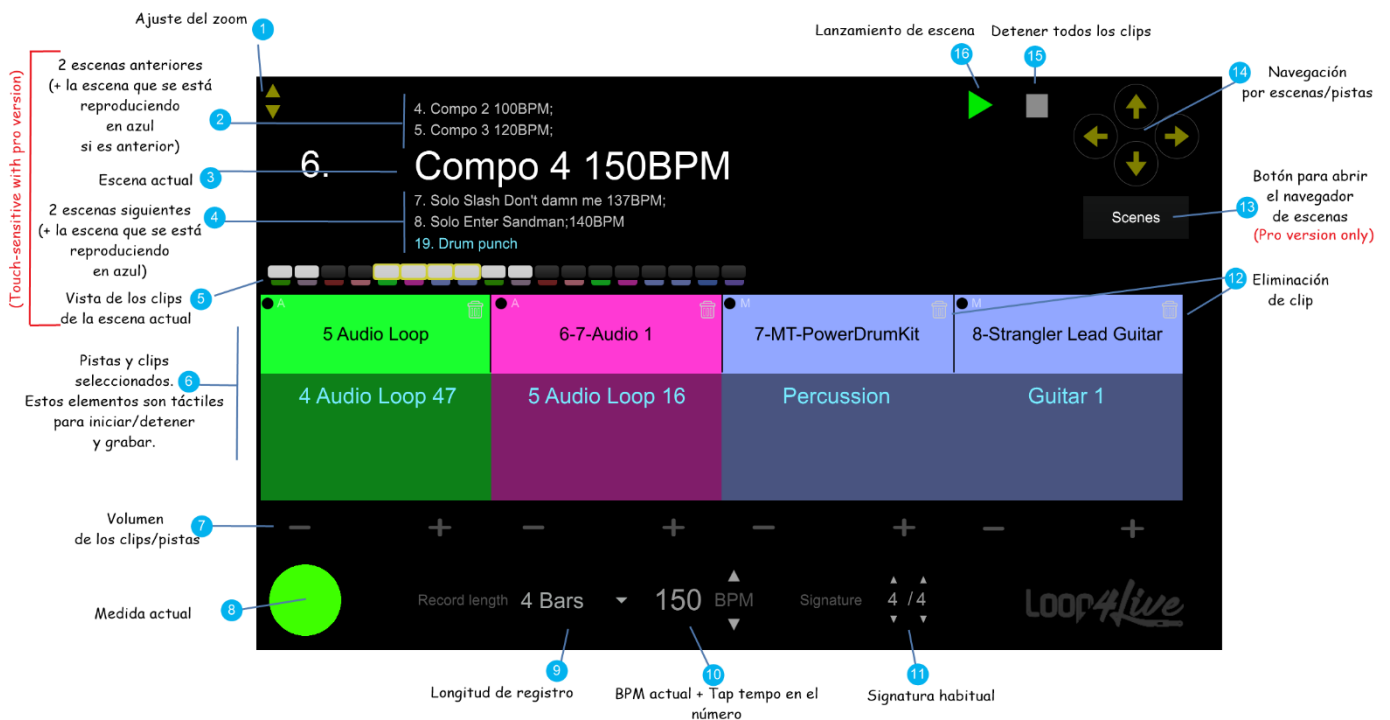 Ajuste del zoom
1
(Touch-sensitive with pro version)
2 escenas anteriores
(+ la escena que se está
reproduciendo
en azul
si es anterior)
2
Escena actual
3
2 escenas siguientes
(+ la escena que se está
reproduciendo
en azul)
4
Vista de los clips
de la escena actual
5
Pistas y clips
seleccionados.
Estos elementos son táctiles
para iniciar/detener
y grabar.
6
Volumen
de los clips/pistas
7
Medida actual
8
Lanzamiento de escena
16
Detener todos los clips
15
14
Navegación
por escenas/pistas
Botón para abrir
el navegador
de escenas
(Pro version only)
13
12
Eliminación
de clip
4. Compo 2 100BPM;
5. Compo 3 120BPM;
6. Compo 4 150BPM
7. Solo Slash Don't damn me 137BPM;
8. Solo Enter Sandman;140BPM
19. Drum punch
Scenes
A
A
M
M
5 Audio Loop
6-7-Audio 1
7-MT-PowerDrumKit
8-Strangler Lead Guitar
4 Audio Loop 47
5 Audio Loop 16
Percussion
Guitar 1
− + − + − + − +
Record length 4 Bars
150 BPM
Signature 4 / 4
Loop4Live
9
Longitud de registro
10
BPM actual + Tap tempo en el
número
11
Signatura habitual